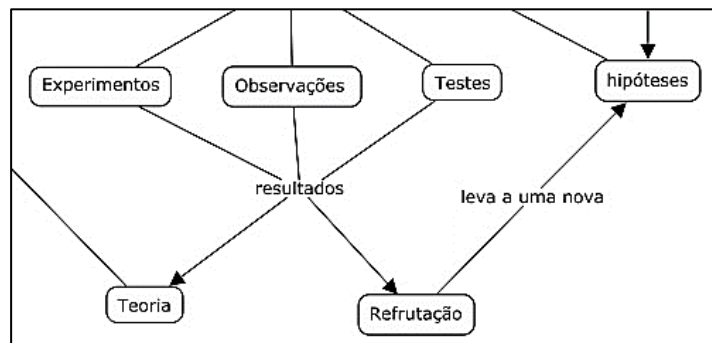 Experimentos
Observações
Testes
hipóteses
resultados
leva a uma nova
Teoria
Refrutação